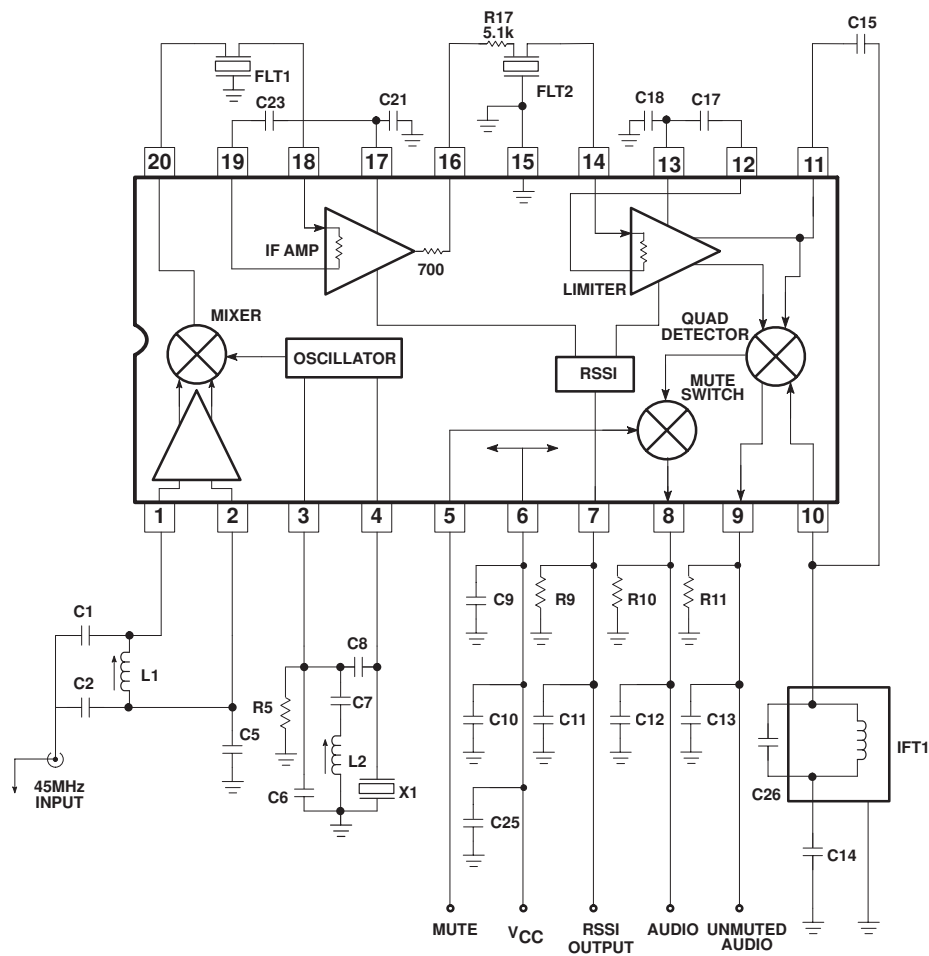 R17
5.1k
C15
FLT1
FLT2
C23
C21
C18
C17
20
19
18
17
16
15
14
13
12
11
IF AMP
700
LIMITER
MIXER
OSCILLATOR
RSSI
QUAD
DETECTOR
MUTE
SWITCH
1
2
3
4
5
6
7
8
9
10
C1
C2
L1
C5
45MHz
INPUT
R5
C6
C8
C7
L2
X1
C9
R9
R10
R11
C10
C11
C12
C13
C25
C26
IFT1
C14
MUTE
VCC
RSSI
OUTPUT
AUDIO
UNMUTED
AUDIO